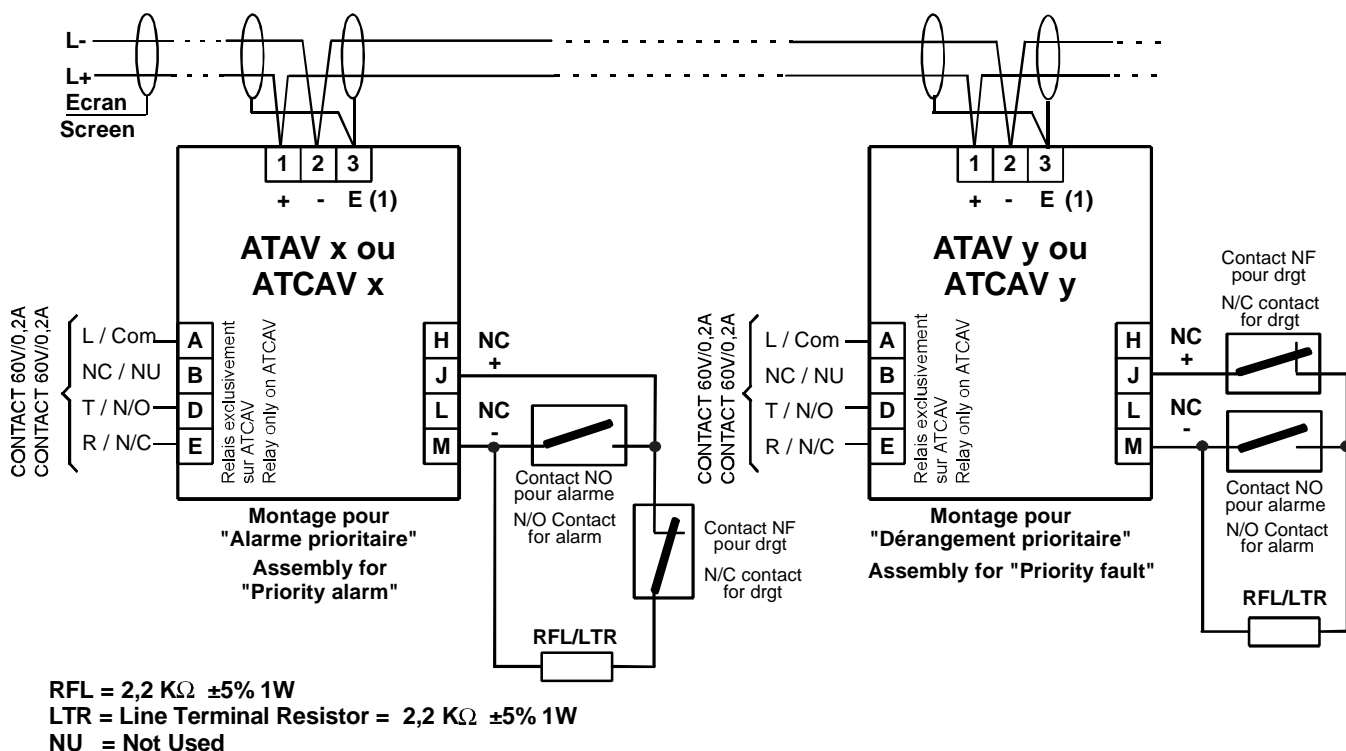 L-
L+
Ecran
Screen
1 2 3
+ - E (1)
ATAV x ou
ATCAV x
CONTACT 60V/0,2A
CONTACT 60V/0,2A
L / Com
NC / NU
T / N/O
R / N/C
A
B
D
E
Relais exclusivement
sur ATCAV
Relay only on ATCAV
H
J
L
M
NC
+
NC
-
Contact NO
pour alarme
N/O Contact
for alarm
Contact NF
pour drgt
N/C contact
for drgt
RFL/LTR
Montage pour
"Alarme prioritaire"
Assembly for
"Priority alarm"
1 2 3
+ - E (1)
ATAV y ou
ATCAV y
CONTACT 60V/0,2A
CONTACT 60V/0,2A
L / Com
NC / NU
T / N/O
R / N/C
A
B
D
E
Relais exclusivement
sur ATCAV
Relay only on ATCAV
H
J
L
M
NC
+
NC
-
Contact NF
pour drgt
N/C contact
for drgt
Contact NO
pour alarme
N/O Contact
for alarm
RFL/LTR
Montage pour
"Dérangement prioritaire"
Assembly for "Priority fault"
RFL = 2,2 KΩ ±5% 1W
LTR = Line Terminal Resistor = 2,2 KΩ ±5% 1W
NU = Not Used